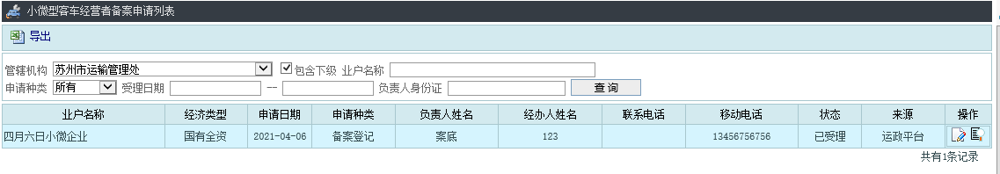 小微型客车经营者备案申请列表
导出
管辖机构 苏州市运输管理处 包含下级 业户名称
申请种类 所有 受理日期 -- 负责人身份证 查 询
业户名称 经济类型 申请日期 申请种类 负责人姓名 经办人姓名 联系电话 移动电话 状态 来源 操作
四月六日小微企业 国有全资 2021-04-06 备案登记 案底 123 13456756756 已受理 运政平台
共有1条记录